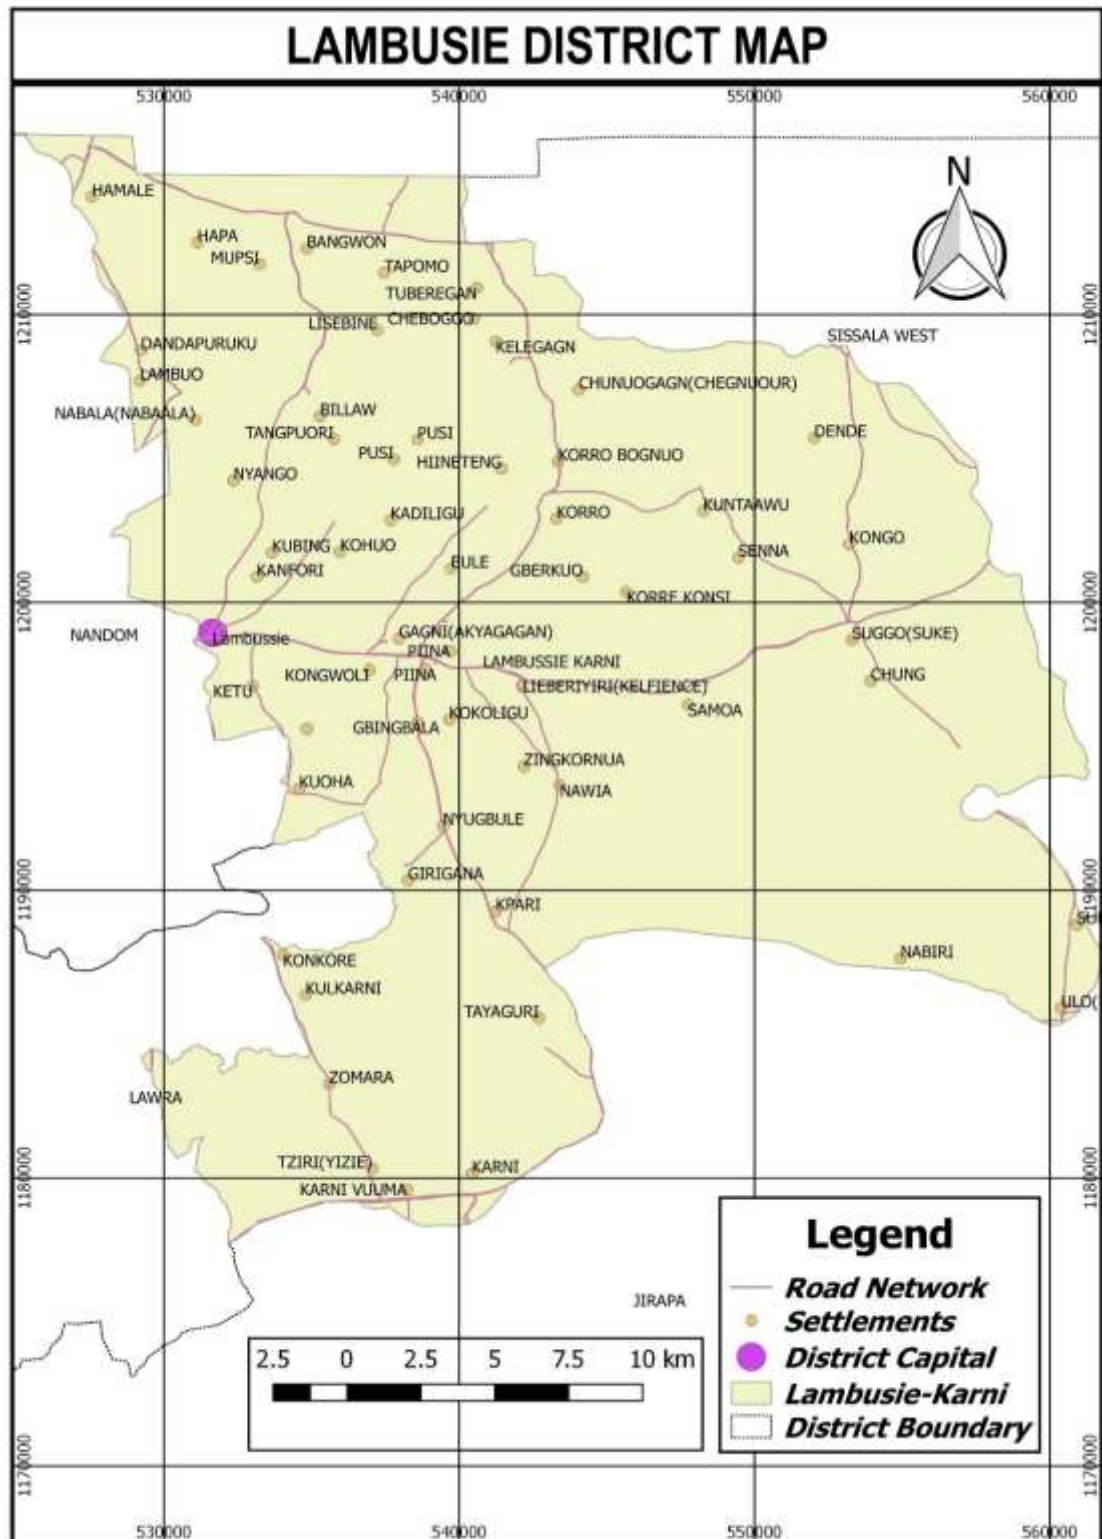 LAMBUSIE DISTRICT MAP
530000 540000 550000 560000
N
HAMALE
HAPA
MUPSI
BANGWON
TAPOMO
TUBEREGAN
CHEBOGGO
LISEBINE
1210000
1210000
SISSALA WEST
DANDAPURUKU
KELEGAGN
LAMBUO
CHUNUOGAGN(CHEGNUOUR)
NABALA(NABAALA)
BILLAW
TANGPUORI
PUSI
DENDE
PUSI
HIINETENG
KORRO BOGNUO
NYANGO
KADILIGU
KORRO
KUNTAAWU
KUBING
KOHUO
KONGO
KANFORI
BULE
GBERKUO
SENNA
KORRE KONSI
1200000
1200000
NANDOM
Lambussie
GAGNI(AKYAGAGAN)
SUGGO(SUKE)
PIINA
LAMBUSSIE KARNI
KONGWOLI
PIINA
CHUNG
KETU
LIEBERIYIRI(KELFIENCE)
SAMOA
GBINGBALA
KOKOLIGU
ZINGKORNUA
KUOHA
NAWIA
NYUGBULE
GIRIGANA
1190000
1190000
KPARI
KONKORE
NABIRI
KULKARNI
ULO(
TAYAGURI
ZOMARA
LAWRA
TZIRI(YIZIE)
KARNI
KARNI VUUMA
1180000
1180000
JIRAPA
Legend
Road Network
Settlements
District Capital
Lambusie-Karni
District Boundary
2.5 0 2.5 5 7.5 10 km
1170000
1170000
530000 540000 550000 560000